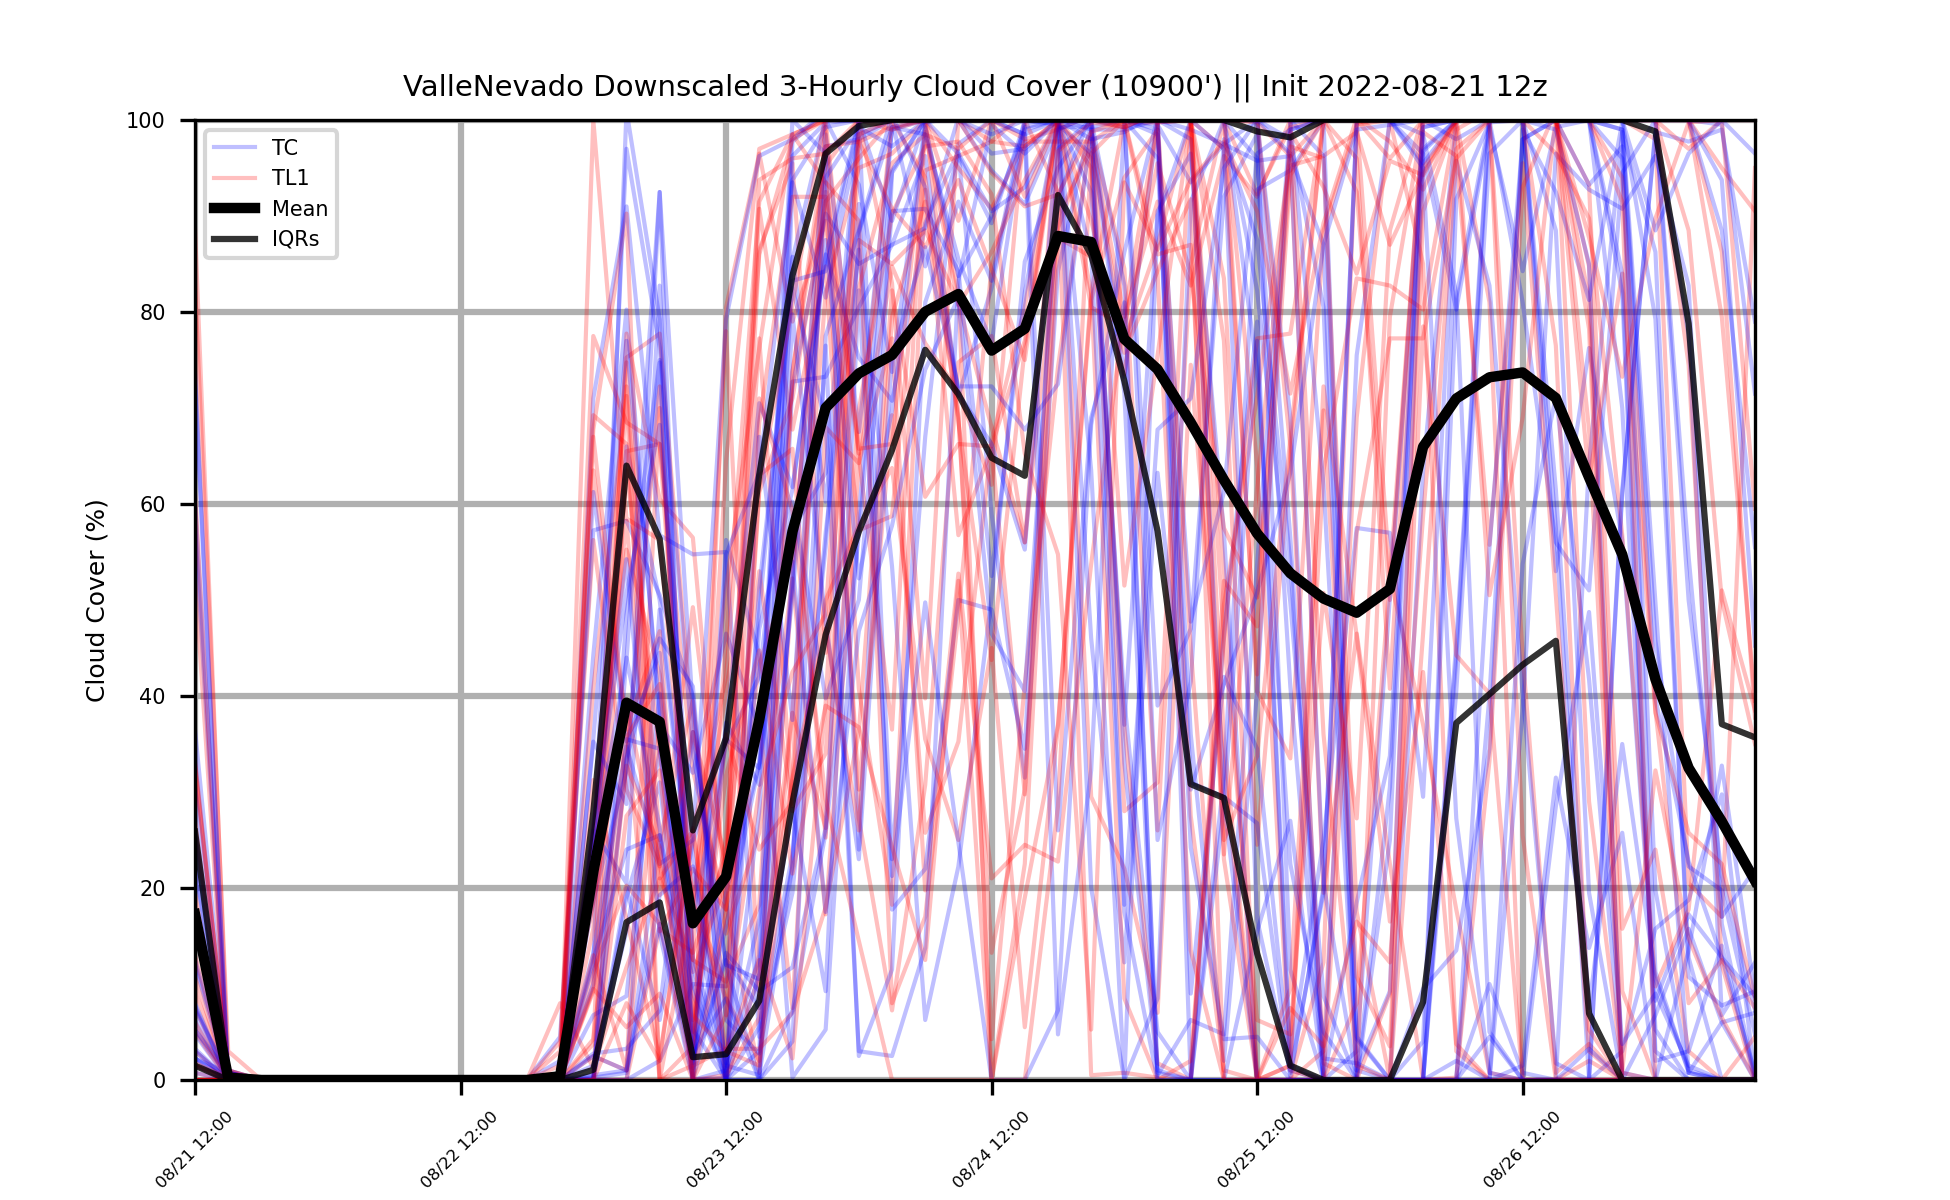 ValleNevado Downscaled 3-Hourly Cloud Cover (10900') || Init 2022-08-21 12z
100
80
60
40
20
0
Cloud Cover (%)
TC
TL1
Mean
IQRs
08/21 12:00
08/22 12:00
08/23 12:00
08/24 12:00
08/25 12:00
08/26 12:00